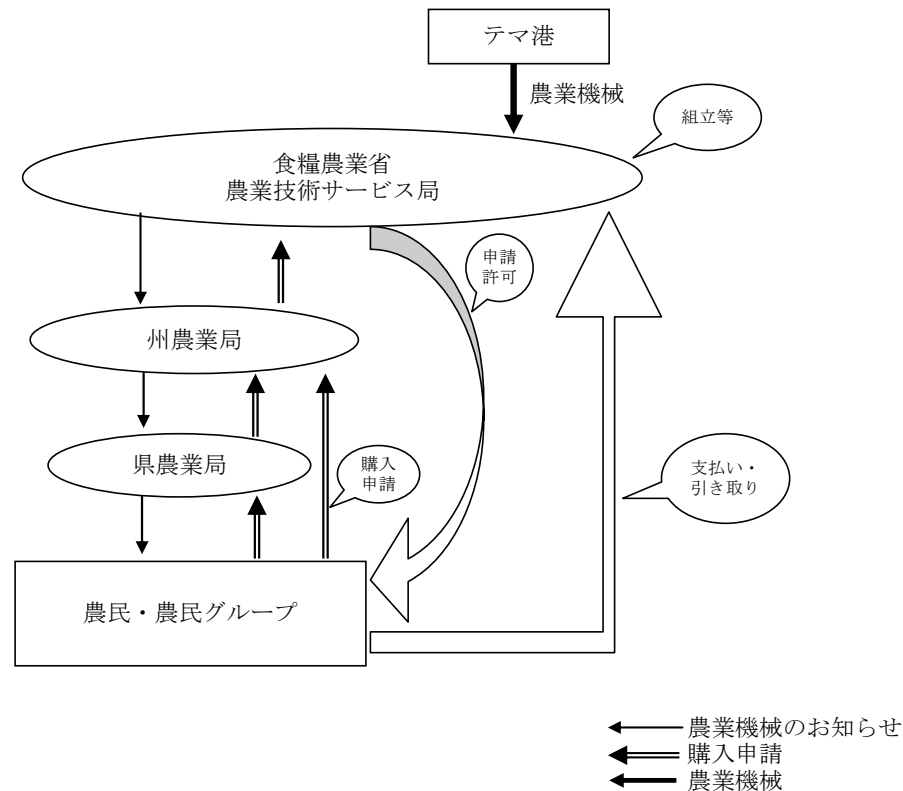 テマ港
農業機械
組立等
食糧農業省
農業技術サービス局
申請
許可
州農業局
県農業局
購入
申請
支払い・
引き取り
農民・農民グループ
農業機械のお知らせ
購入申請
農業機械